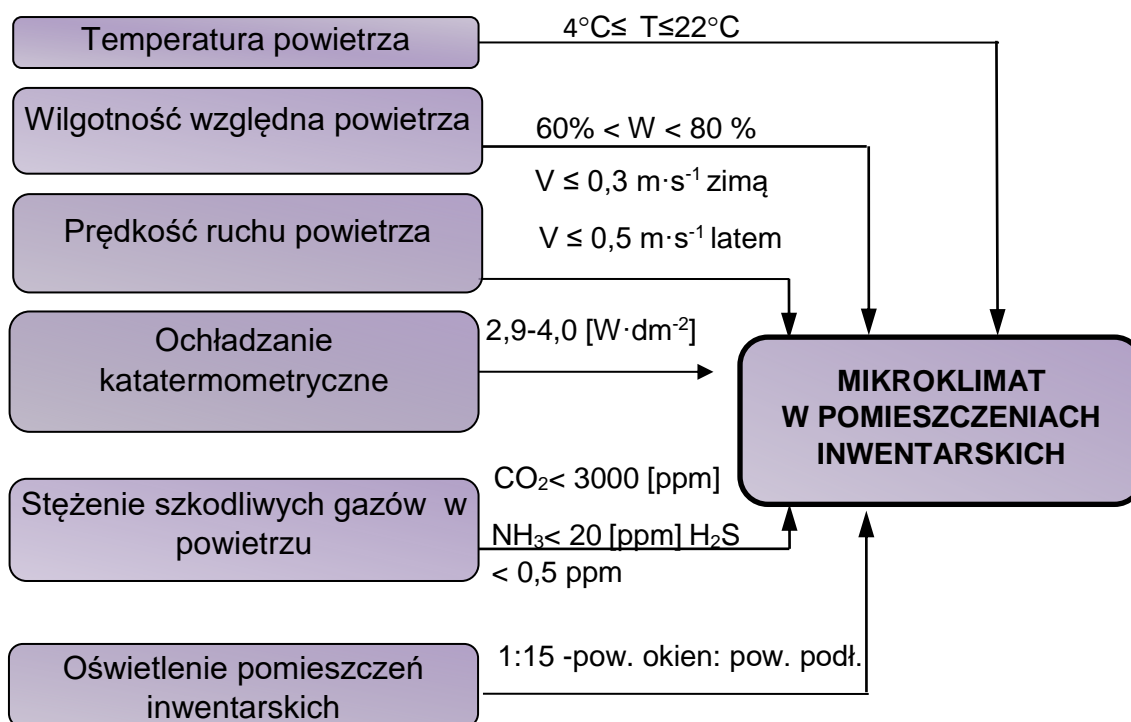 Temperatura powietrza
4°C≤ T≤22°C
Wilgotność względna powietrza
60% < W < 80 %
V ≤ 0,3 m·s⁻¹ zimą
Prędkość ruchu powietrza
V ≤ 0,5 m·s⁻¹ latem
Ochładzanie
katatermometryczne
2,9-4,0 [W·dm⁻²]
MIKROKLIMAT
W POMIESZCZENIACH
INWENTARSKICH
Stężenie szkodliwych gazów w
powietrzu
CO₂< 3000 [ppm]
NH₃< 20 [ppm] H₂S
< 0,5 ppm
Oświetlenie pomieszczeń
inwentarskich
1:15 -pow. okien: pow. podł.